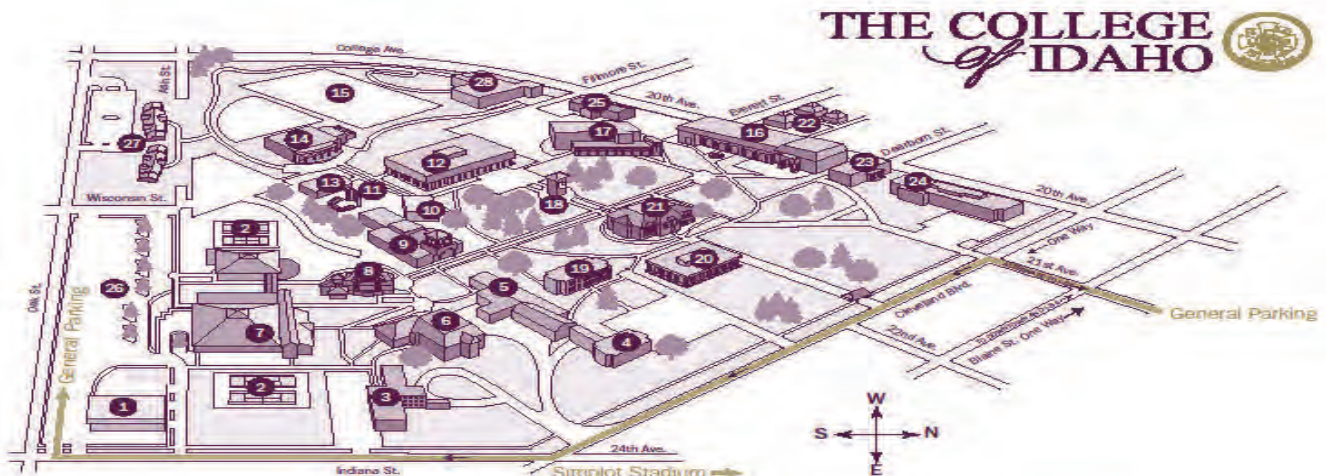 THE COLLEGE
of IDAHO
College Ave.
Ash St.
Fillmore St.
28
15
25
20th Ave.
Everett St.
22
16
17
14
12
27
Dearborn St.
23
24
13
11
10
18
21
20th Ave.
Wisconsin St.
2
9
8
19
20
One Way
21st Ave.
Oak St.
General Parking
26
5
7
6
4
Cleveland Blvd.
22nd Ave.
Blaine St. One Way
General Parking
1
2
3
W
S
N
E
24th Ave.
Indiana St.
Simplot Stadium